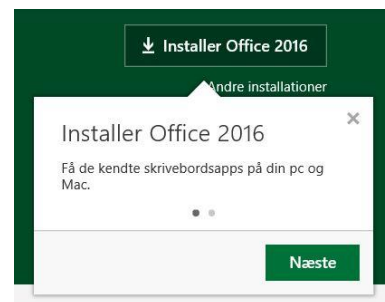 Installer Office 2016
Andre installationer
Installer Office 2016
Få de kendte skrivebordsapps på din pc og
Mac.
Næste